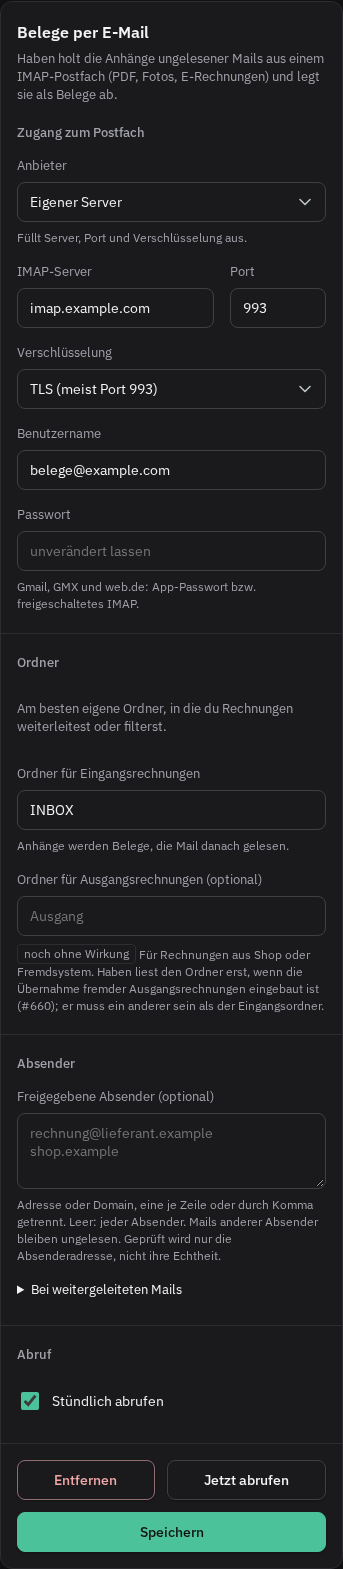 Belege per E-Mail
Haben holt die Anhänge ungelesener Mails aus einem
IMAP-Postfach (PDF, Fotos, E-Rechnungen) und legt
sie als Belege ab.
Zugang zum Postfach
Anbieter
Eigener Server
Füllt Server, Port und Verschlüsselung aus.
IMAP-Server
Port
imap.example.com
993
Verschlüsselung
TLS (meist Port 993)
Benutzername
belege@example.com
Passwort
unverändert lassen
Gmail, GMX und web.de: App-Passwort bzw.
freigeschaltetes IMAP.
Ordner
Am besten eigene Ordner, in die du Rechnungen
weiterleitest oder filterst.
Ordner für Eingangsrechnungen
INBOX
Anhänge werden Belege, die Mail danach gelesen.
Ordner für Ausgangsrechnungen (optional)
Ausgang
noch ohne Wirkung Für Rechnungen aus Shop oder
Fremdsystem. Haben liest den Ordner erst, wenn die
Übernahme fremder Ausgangsrechnungen eingebaut ist
(#660); er muss ein anderer sein als der Eingangsordner.
Absender
Freigegebene Absender (optional)
rechnung@lieferant.example
shop.example
Adresse oder Domain, eine je Zeile oder durch Komma
getrennt. Leer: jeder Absender. Mails anderer Absender
bleiben ungelesen. Geprüft wird nur die
Absenderadresse, nicht ihre Echtheit.
Bei weitergeleiteten Mails
Abruf
Stündlich abrufen
Entfernen
Jetzt abrufen
Speichern